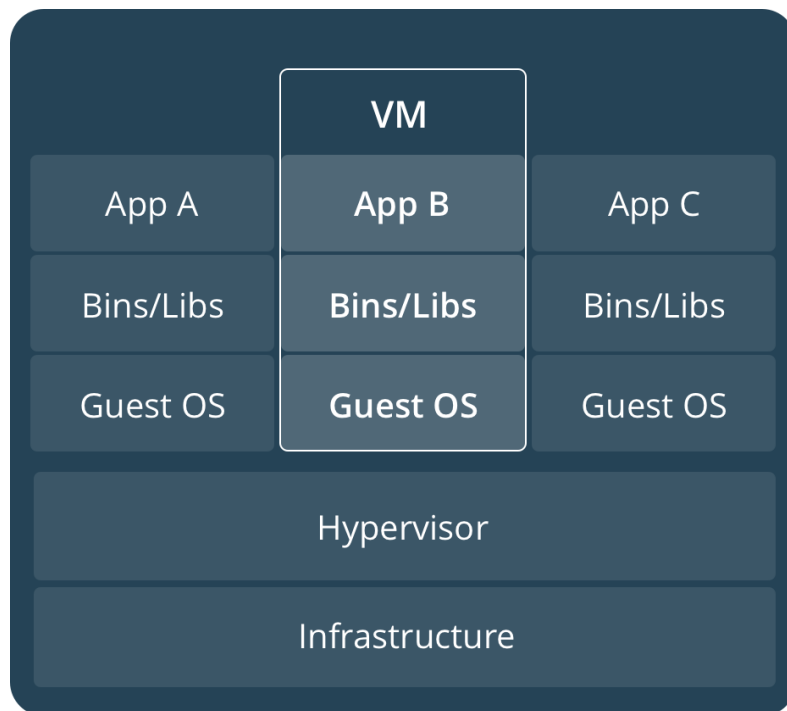 VM
App A
App B
App C
Bins/Libs
Bins/Libs
Bins/Libs
Guest OS
Guest OS
Guest OS
Hypervisor
Infrastructure